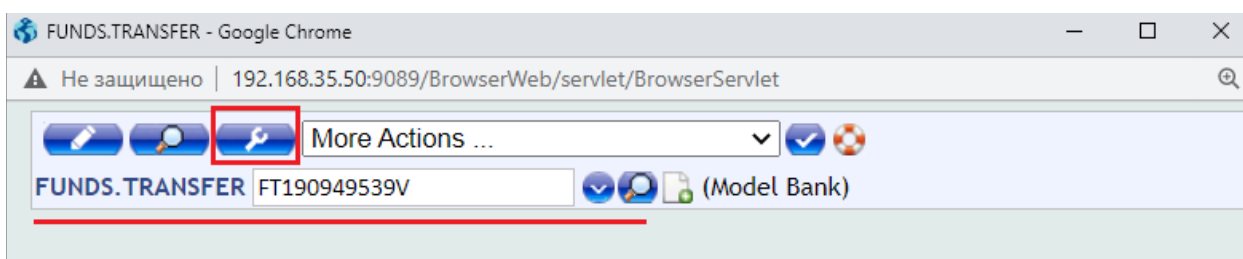 FUNDS.TRANSFER - Google Chrome
Не защищено | 192.168.35.50:9089/BrowserWeb/servlet/BrowserServlet
More Actions ...
FUNDS.TRANSFER FT190949539V (Model Bank)